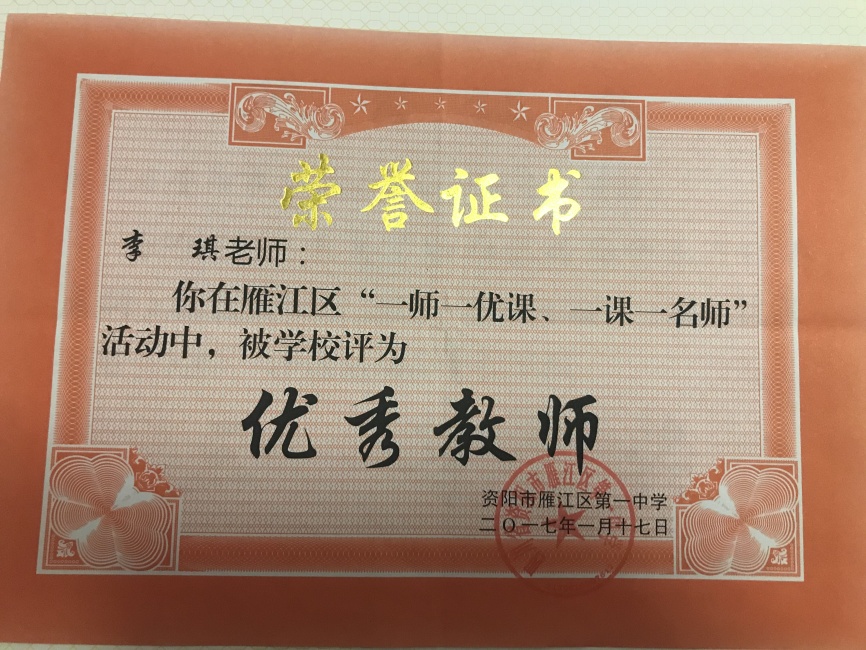 荣誉证书
李 琪老师：
你在雁江区“一师一优课、一课一名师”
活动中，被学校评为
优秀教师
资阳市雁江区第一中学
二〇一七年一月十七日